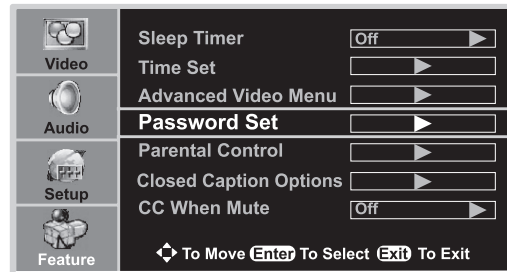 Video
Audio
Setup
Feature
Sleep Timer Off
Time Set
Advanced Video Menu
Password Set
Parental Control
Closed Caption Options
CC When Mute Off
To Move Enter To Select Exit To Exit